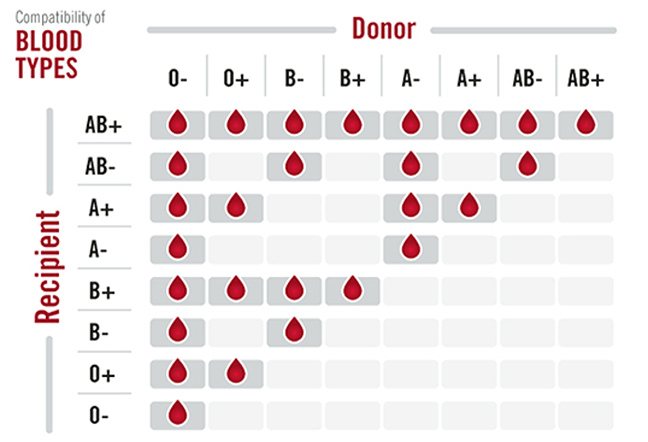 Compatibility of
BLOOD
TYPES
Donor
O- O+ B- B+ A- A+ AB- AB+
Recipient
AB+
AB-
A+
A-
B+
B-
O+
O-